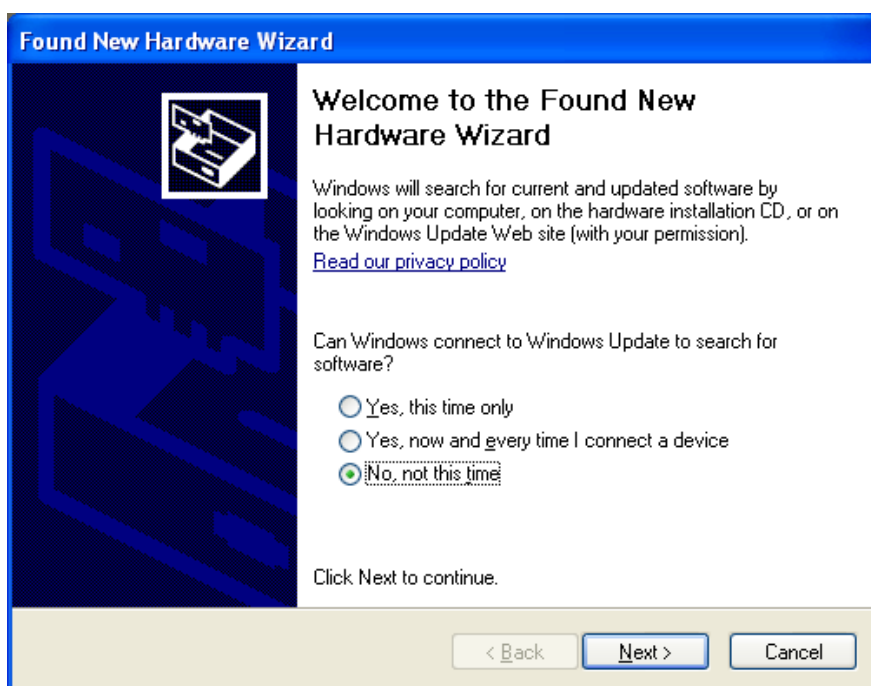 Found New Hardware Wizard
Welcome to the Found New
Hardware Wizard
Windows will search for current and updated software by
looking on your computer, on the hardware installation CD, or on
the Windows Update Web site (with your permission).
Read our privacy policy
Can Windows connect to Windows Update to search for
software?
Yes, this time only
Yes, now and every time I connect a device
No, not this time
Click Next to continue.
< Back
Next >
Cancel